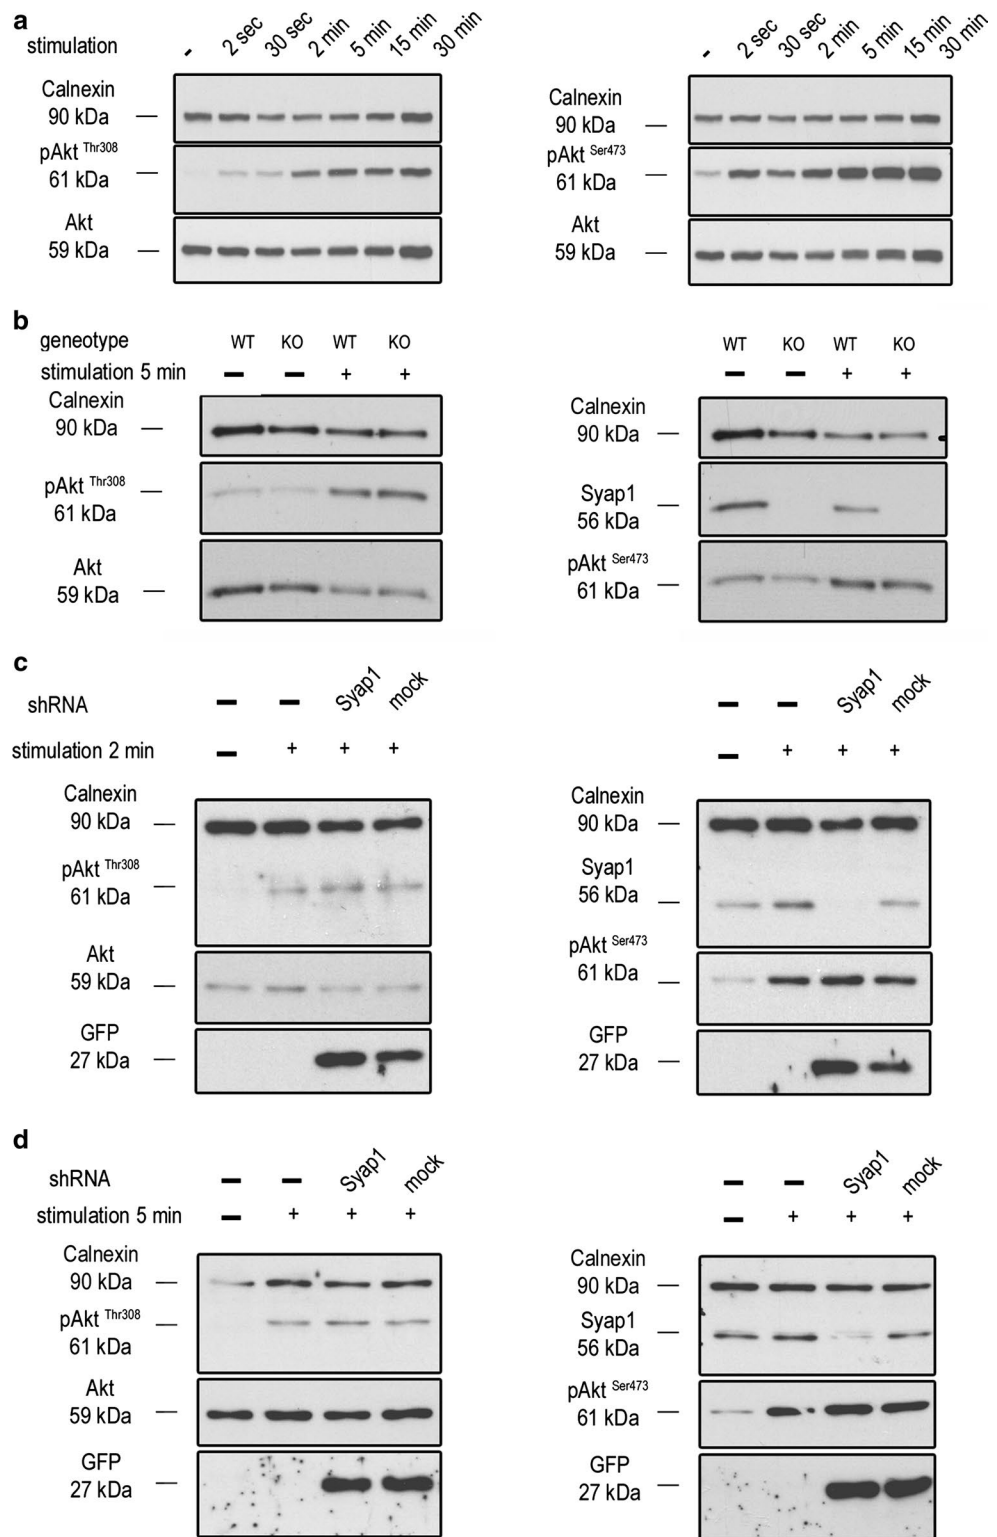 a
stimulation - 2 sec 30 sec 2 min 5 min 15 min 30 min
Calnexin
90 kDa —
pAkt Thr308
61 kDa —
Akt
59 kDa —
- 2 sec 30 sec 2 min 5 min 15 min 30 min
Calnexin
90 kDa —
pAkt Ser473
61 kDa —
Akt
59 kDa —
b
geneotype WT KO WT KO
stimulation 5 min – – + +
Calnexin
90 kDa —
pAkt Thr308
61 kDa
Akt
59 kDa —
WT KO WT KO
– – + +
Calnexin
90 kDa —
Syap1
56 kDa —
pAkt Ser473
61 kDa —
c
shRNA – – Syap1 mock
stimulation 2 min – + + +
Calnexin
90 kDa —
pAkt Thr308
61 kDa —
Akt
59 kDa —
GFP
27 kDa —
– – Syap1 mock
– + + +
Calnexin
90 kDa —
Syap1
56 kDa —
pAkt Ser473
61 kDa —
GFP
27 kDa —
d
shRNA – – Syap1 mock
stimulation 5 min – + + +
Calnexin
90 kDa —
pAkt Thr308
61 kDa —
Akt
59 kDa —
GFP
27 kDa —
– – Syap1 mock
– + + +
Calnexin
90 kDa —
Syap1
56 kDa —
pAkt Ser473
61 kDa —
GFP
27 kDa —